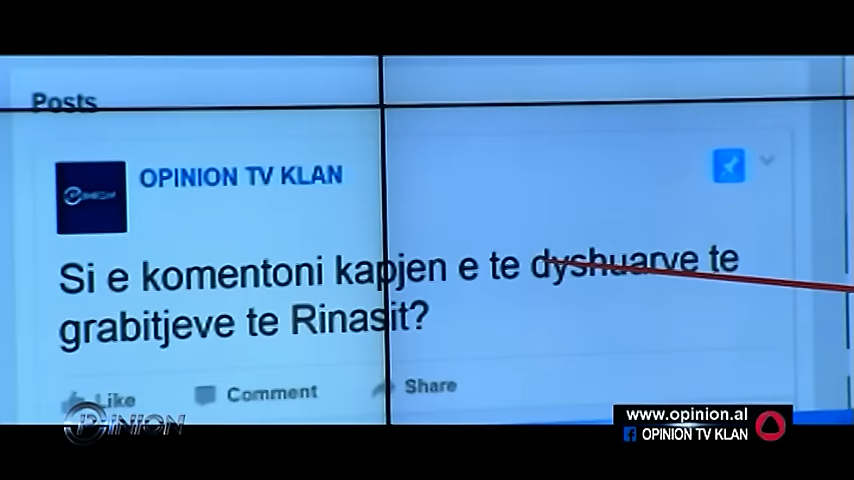 Posts
OPINION
OPINION TV KLAN
Si e komentoni kapjen e te dyshuarve te
grabitjeve te Rinasit?
Like Comment Share
OPINION
www.opinion.al
OPINION TV KLAN